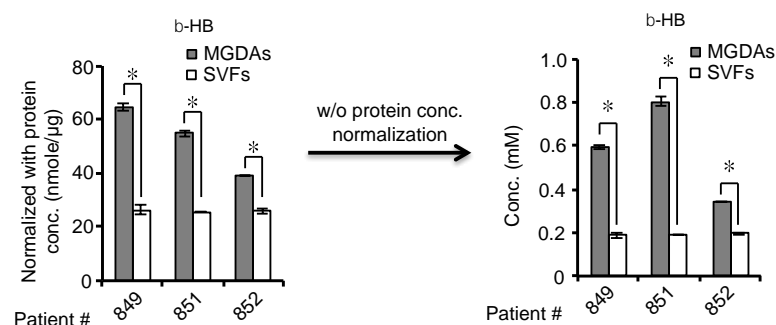 b-HB
MGDAs
SVFs
Normalized with protein
conc. (nmole/µg)
80
60
40
20
0
*
*
*
849
851
852
Patient #
w/o protein conc.
normalization
b-HB
MGDAs
SVFs
Conc. (mM)
1.0
0.8
0.6
0.4
0.2
0
*
*
*
849
851
852
Patient #